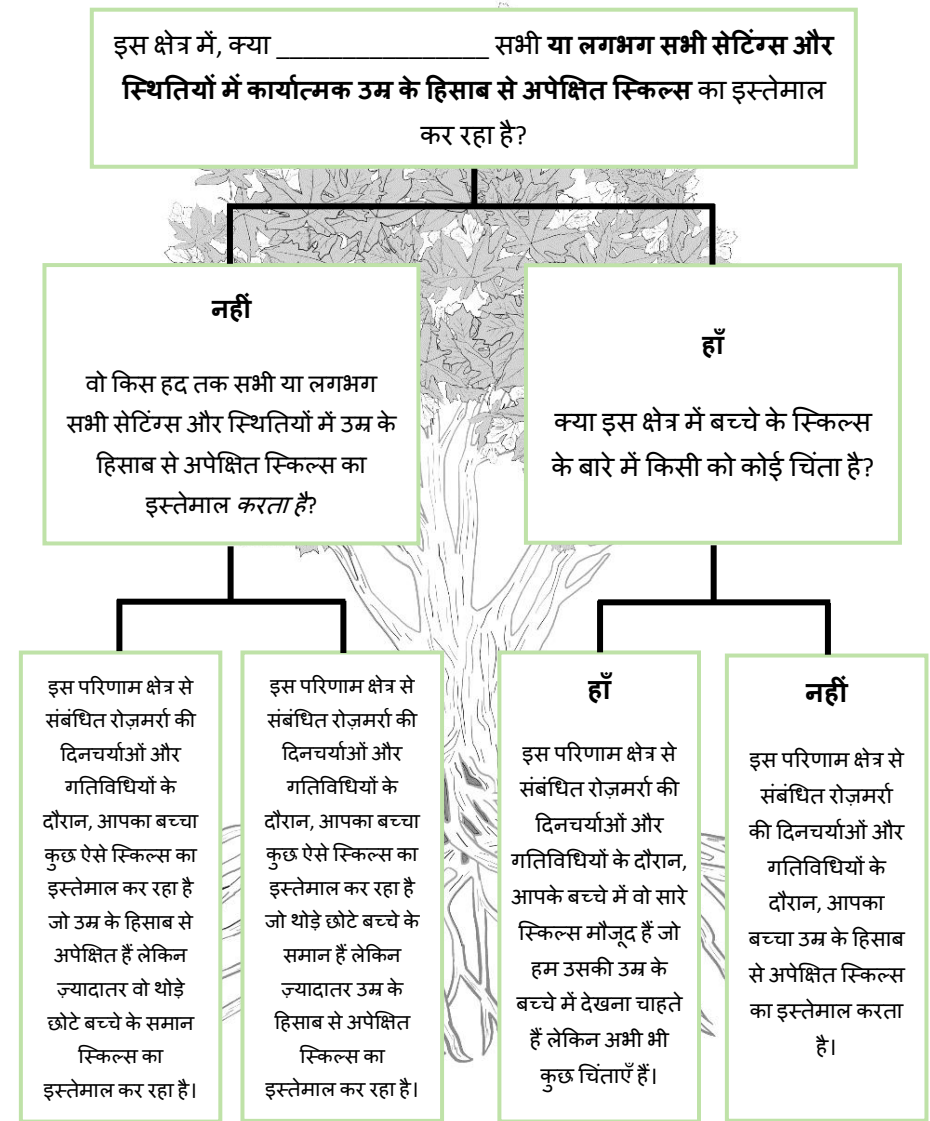 इस क्षेत्र में, क्या ________________ सभी या लगभग सभी सेटिंग्स और
स्थितियों में कार्यात्मक उम्र के हिसाब से अपेक्षित स्किल्स का इस्तेमाल
कर रहा है?
नहीं
वो किस हद तक सभी या लगभग
सभी सेटिंग्स और स्थितियों में उम्र के
हिसाब से अपेक्षित स्किल्स का
इस्तेमाल करता है?
हाँ
क्या इस क्षेत्र में बच्चे के स्किल्स
के बारे में किसी को कोई चिंता है?
इस परिणाम क्षेत्र से
संबंधित रोज़मर्रा की
दिनचर्याओं और
गतिविधियों के
दौरान, आपका बच्चा
कुछ ऐसे स्किल्स का
इस्तेमाल कर रहा है
जो उम्र के हिसाब से
अपेक्षित हैं लेकिन
ज़्यादातर वो थोड़े
छोटे बच्चे के समान
स्किल्स का
इस्तेमाल कर रहा है।
इस परिणाम क्षेत्र से
संबंधित रोज़मर्रा की
दिनचर्याओं और
गतिविधियों के
दौरान, आपका बच्चा
कुछ ऐसे स्किल्स का
इस्तेमाल कर रहा है
जो थोड़े छोटे बच्चे के
समान हैं लेकिन
ज़्यादातर उम्र के
हिसाब से अपेक्षित
स्किल्स का
इस्तेमाल कर रहा है।
हाँ
इस परिणाम क्षेत्र से
संबंधित रोज़मर्रा की
दिनचर्याओं और
गतिविधियों के दौरान,
आपके बच्चे में वो सारे
स्किल्स मौजूद हैं जो
हम उसकी उम्र के
बच्चे में देखना चाहते
हैं लेकिन अभी भी
कुछ चिंताएँ हैं।
नहीं
इस परिणाम क्षेत्र से
संबंधित रोज़मर्रा
की दिनचर्याओं और
गतिविधियों के
दौरान, आपका
बच्चा उम्र के हिसाब
से अपेक्षित स्किल्स
का इस्तेमाल करता
है।